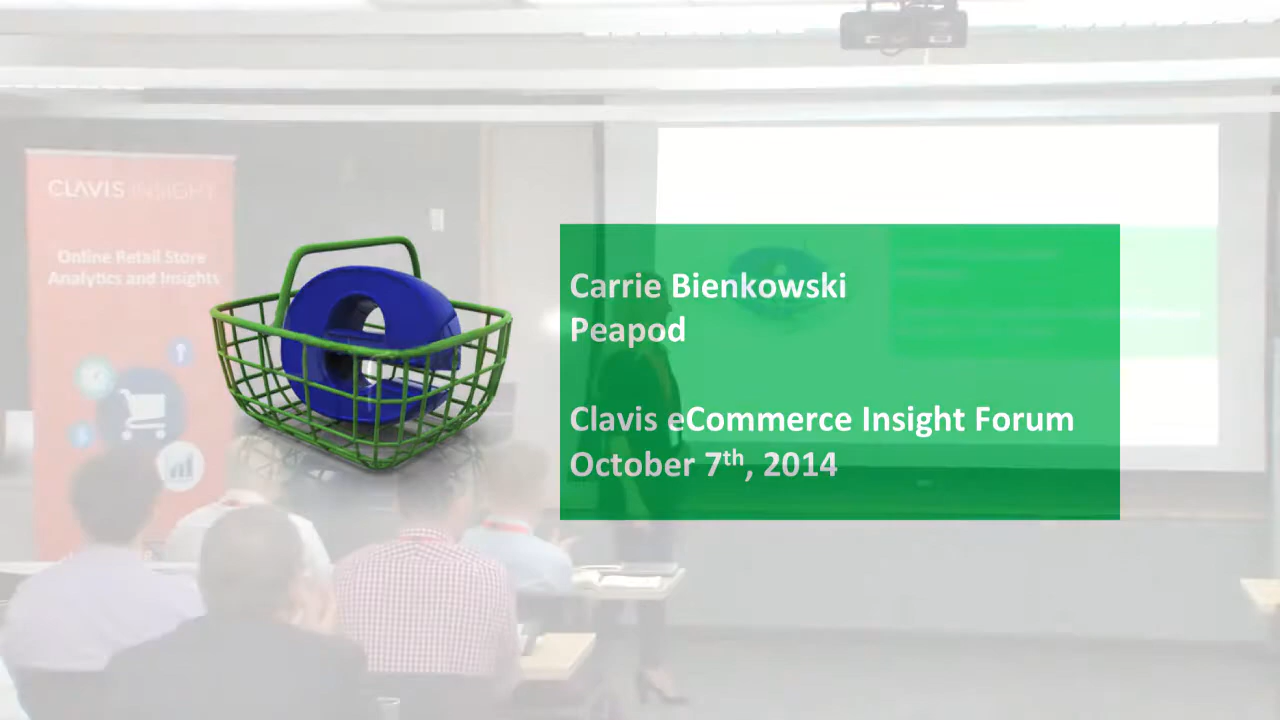 CLAVIS INSIGHT
Online Retail Store
Analytics and Insights
Carrie Bienkowski
Peapod
Clavis eCommerce Insight Forum
October 7th, 2014